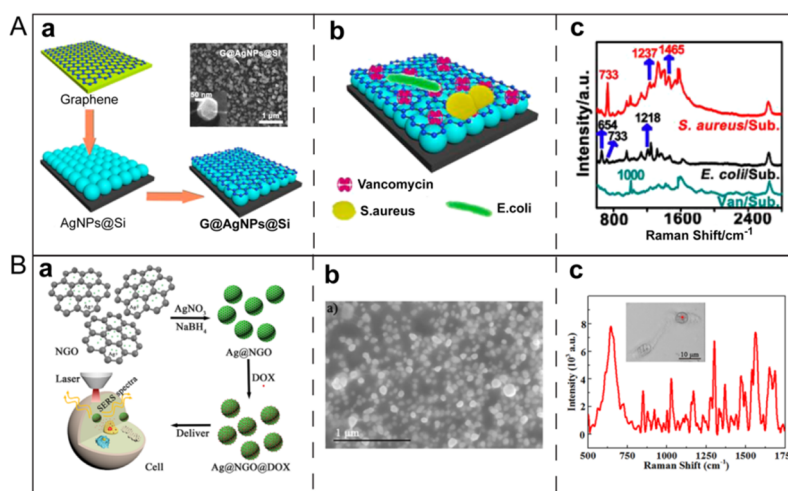 A
a
Graphene
AgNPs@Si
G@AgNPs@Si
G@AgNPs@Si
50 nm
1 μm
b
Vancomycin
S.aureus
E.coli
c
Intensity/a.u.
733
1237
1465
S. aureus/Sub.
654
733
1218
E. coli/Sub.
1000
Van/Sub.
800 1600 2400
Raman Shift/cm⁻¹
B
a
NGO
Ag⁺
Ag⁺
Ag⁺
AgNO₃
NaBH₄
Ag@NGO
DOX
Ag@NGO@DOX
Deliver
Laser
SERS spectra
Cell
b
a)
1 μm
c
Intensity (10³ a.u.)
8
6
4
2
0
10 μm
500 750 1000 1250 1500 175
Raman Shift (cm⁻¹)